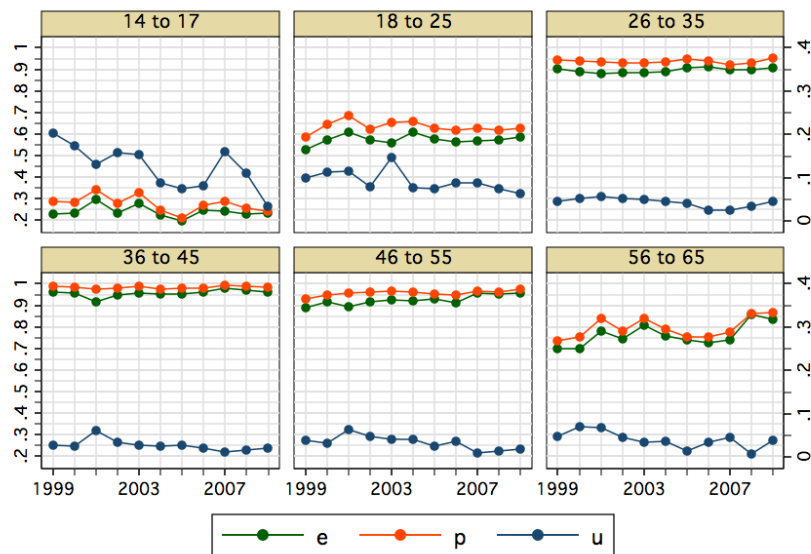 14 to 17 18 to 25 26 to 35
.2 .3 .4 .5 .6 .7 .8 .9 1
0 .1 .2 .3 .4
36 to 45 46 to 55 56 to 65
.2 .3 .4 .5 .6 .7 .8 .9 1
0 .1 .2 .3 .4
1999 2003 2007 1999 2003 2007 1999 2003 2007
e p u